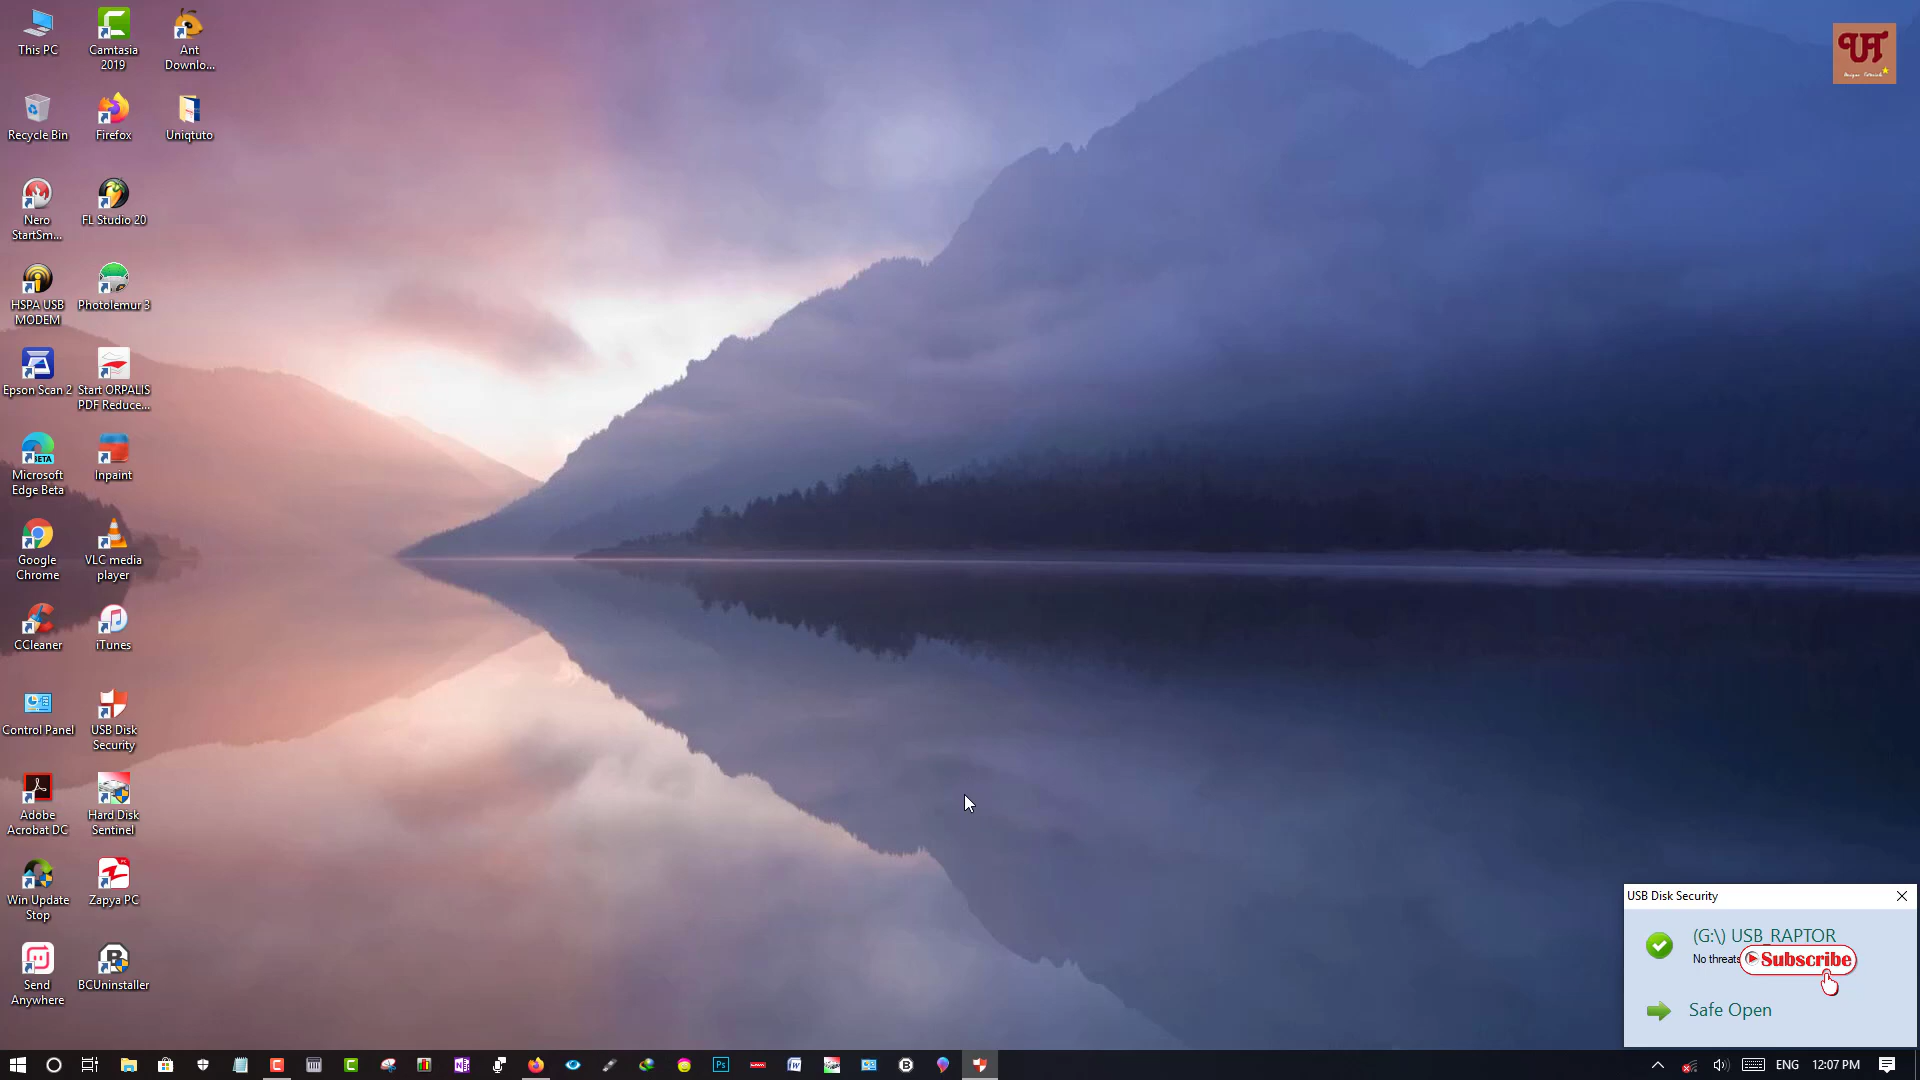 This PC
Camtasia
2019
Ant
Downlo...
Recycle Bin
Firefox
Uniqtuto
Nero
StartSm...
FL Studio 20
HSPA USB
MODEM
Photolemur 3
Epson Scan 2
Start ORPALIS
PDF Reduce...
BETA
Microsoft
Edge Beta
Inpaint
Google
Chrome
VLC media
player
CCleaner
iTunes
Control Panel
USB Disk
Security
Adobe
Acrobat DC
Hard Disk
Sentinel
Win Update
Stop
Zapya PC
Send
Anywhere
BCUninstaller
UT
USB Disk Security
(G:\) USB_RAPTOR
No threats
Subscribe
Safe Open
Ps
ENG
12:07 PM